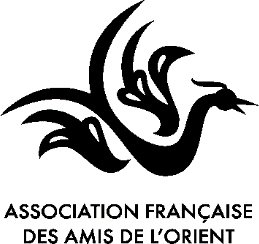 ASSOCIATION FRANÇAISE
DES AMIS DE L'ORIENT